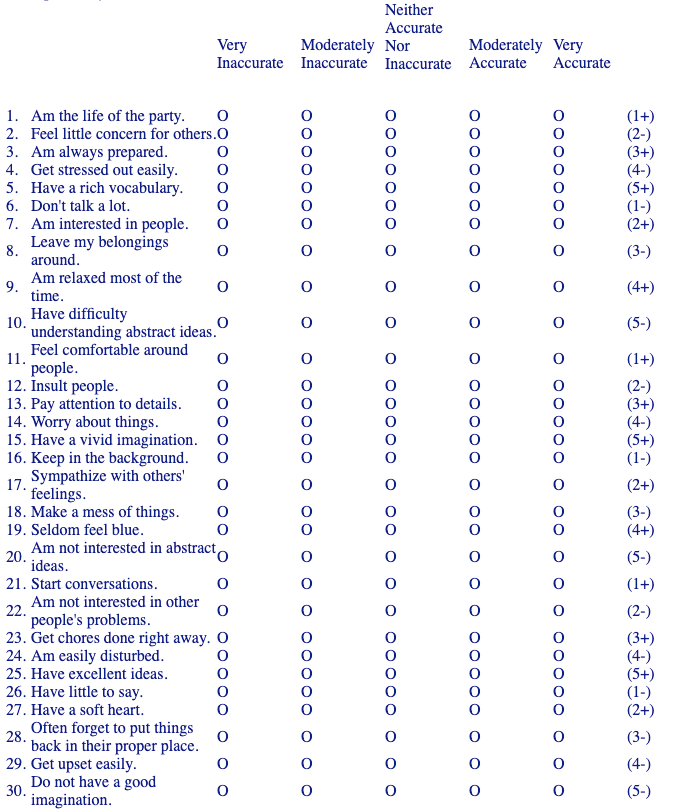 Neither
Accurate
Very Moderately Nor Moderately Very
Inaccurate Inaccurate Inaccurate Accurate Accurate
1. Am the life of the party. O O O O O (1+)
2. Feel little concern for others. O O O O O (2-)
3. Am always prepared. O O O O O (3+)
4. Get stressed out easily. O O O O O (4-)
5. Have a rich vocabulary. O O O O O (5+)
6. Don't talk a lot. O O O O O (1-)
7. Am interested in people. O O O O O (2+)
8. Leave my belongings
around. O O O O O (3-)
9. Am relaxed most of the
time. O O O O O (4+)
10. Have difficulty
understanding abstract ideas. O O O O O (5-)
11. Feel comfortable around
people. O O O O O (1+)
12. Insult people. O O O O O (2-)
13. Pay attention to details. O O O O O (3+)
14. Worry about things. O O O O O (4-)
15. Have a vivid imagination. O O O O O (5+)
16. Keep in the background. O O O O O (1-)
17. Sympathize with others'
feelings. O O O O O (2+)
18. Make a mess of things. O O O O O (3-)
19. Seldom feel blue. O O O O O (4+)
20. Am not interested in abstract
ideas. O O O O O (5-)
21. Start conversations. O O O O O (1+)
22. Am not interested in other
people's problems. O O O O O (2-)
23. Get chores done right away. O O O O O (3+)
24. Am easily disturbed. O O O O O (4-)
25. Have excellent ideas. O O O O O (5+)
26. Have little to say. O O O O O (1-)
27. Have a soft heart. O O O O O (2+)
28. Often forget to put things
back in their proper place. O O O O O (3-)
29. Get upset easily. O O O O O (4-)
30. Do not have a good
imagination. O O O O O (5-)